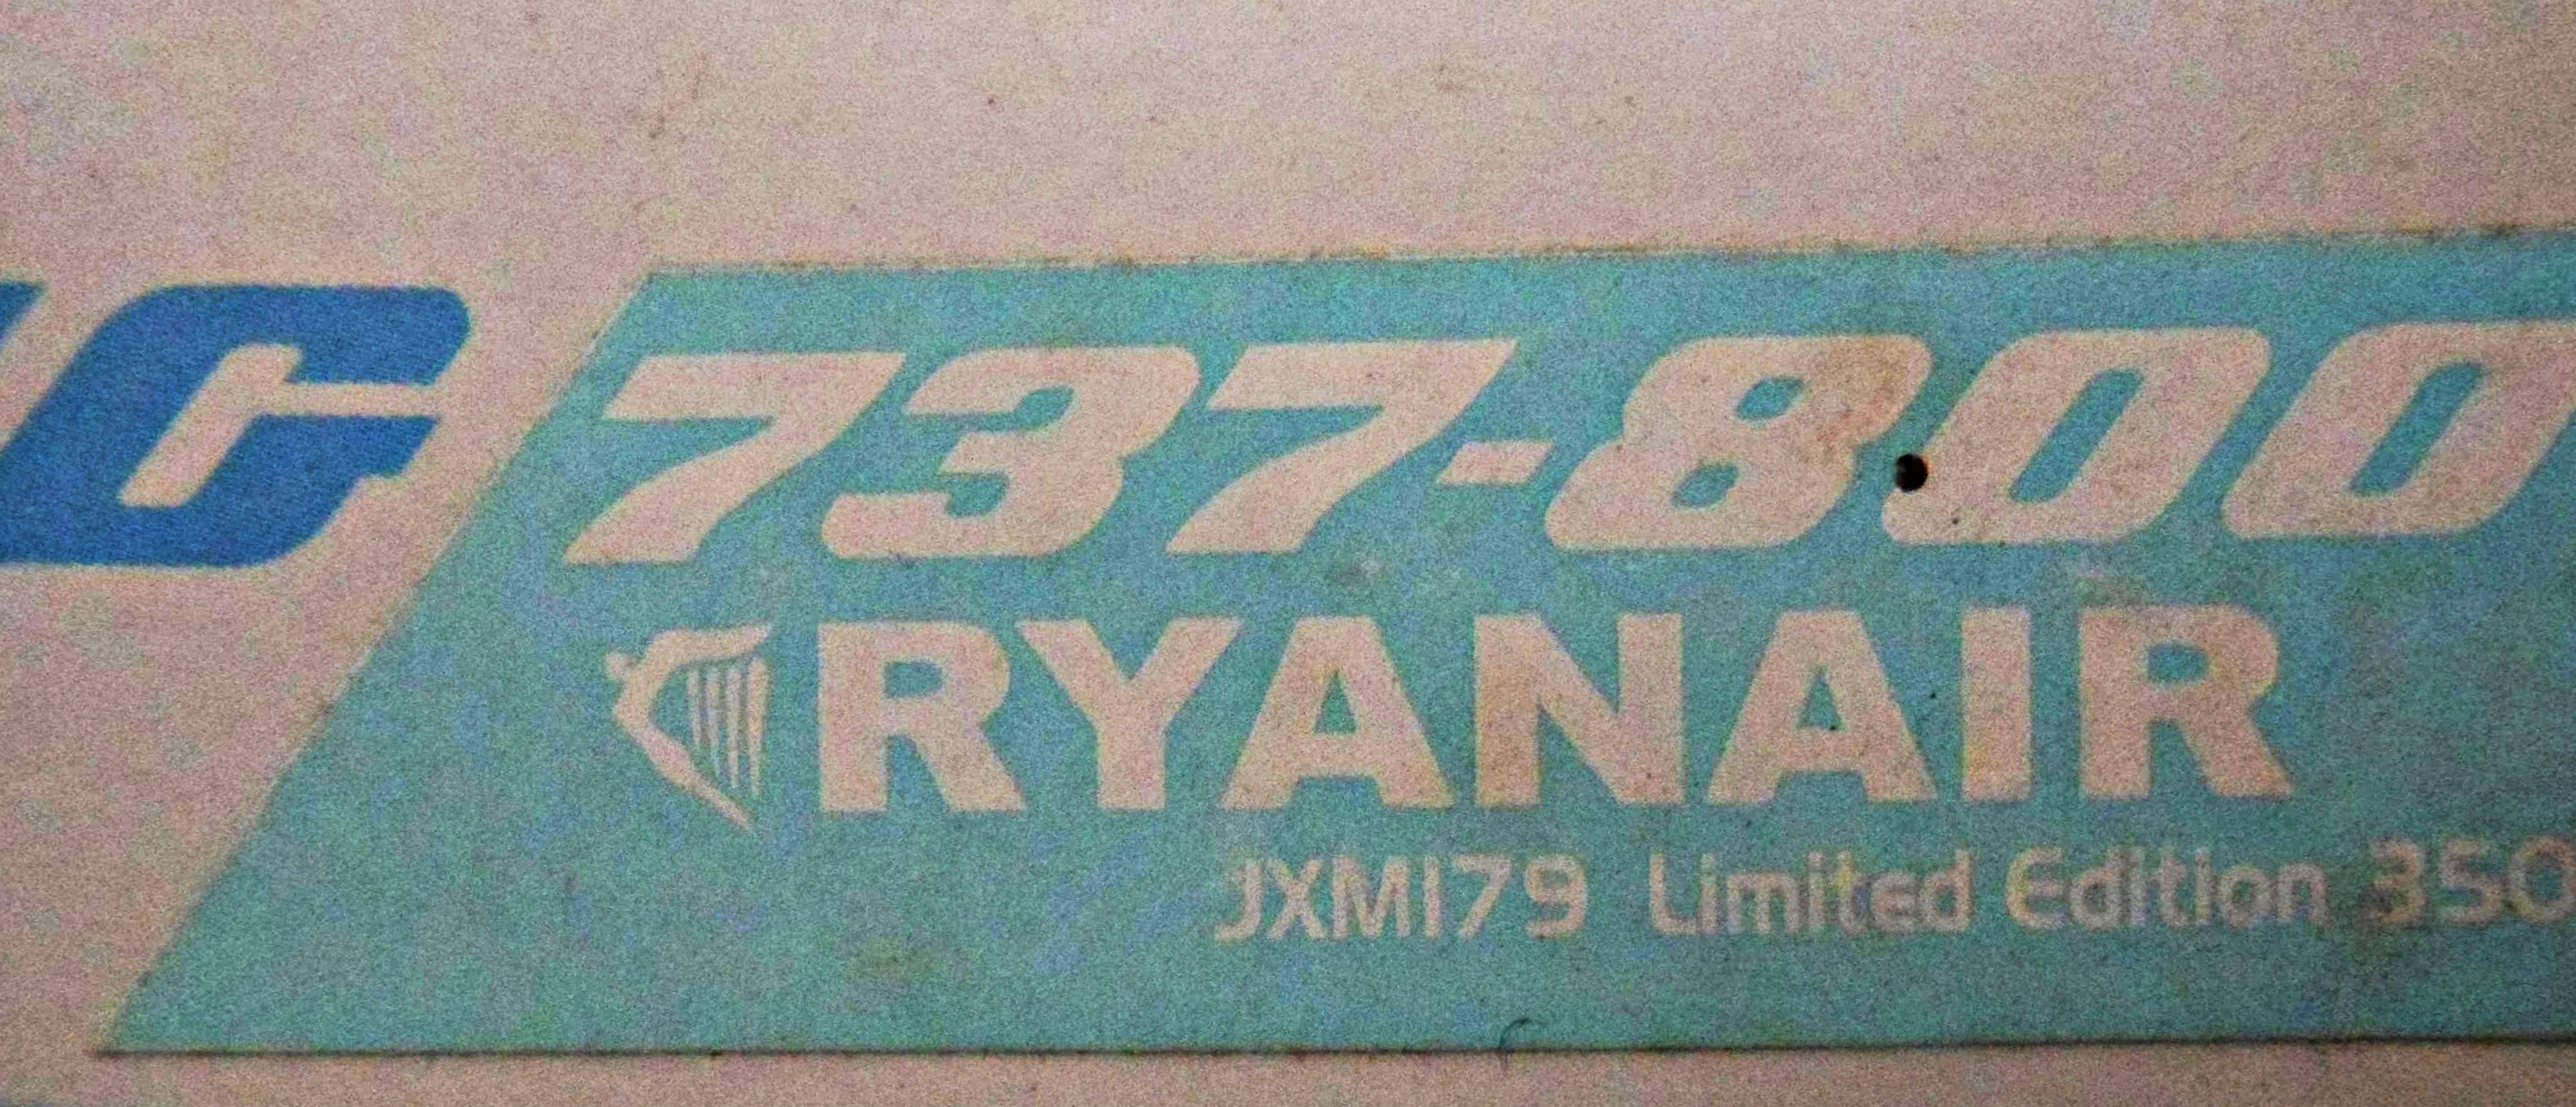 G 737-800
RYANAIR
JXM179 Limited Edition 350